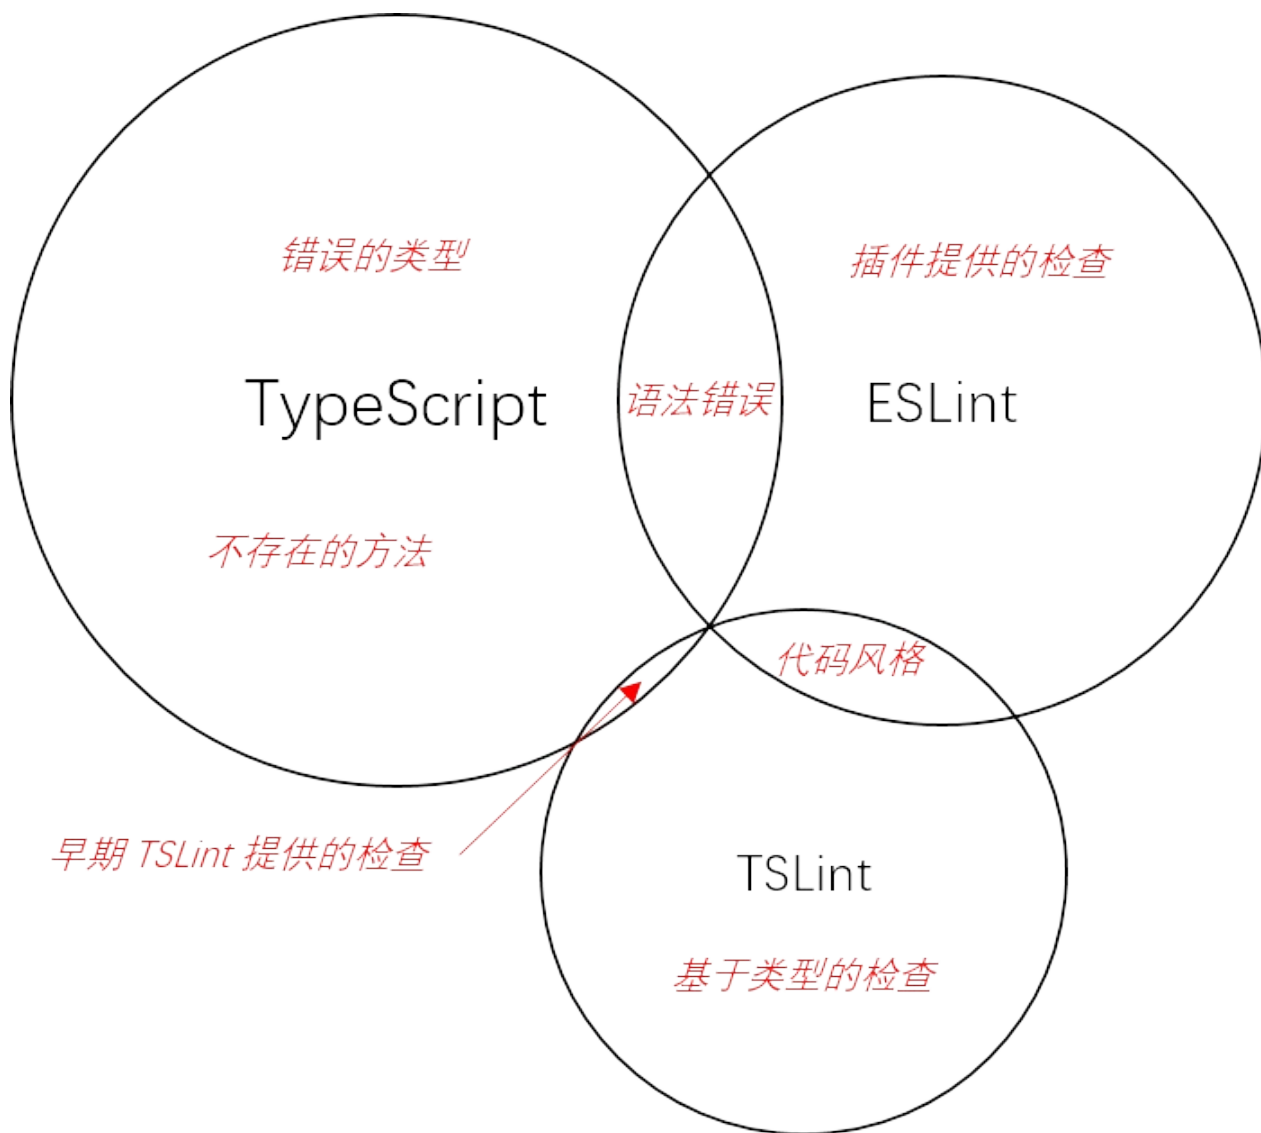 错误的类型
插件提供的检查
TypeScript
语法错误
ESLint
不存在的方法
代码风格
早期 TSLint 提供的检查
TSLint
基于类型的检查